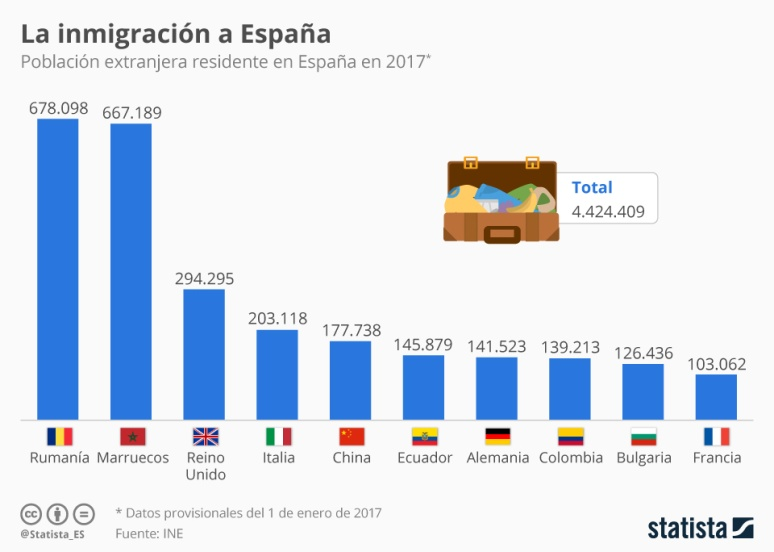 La inmigración a España
Población extranjera residente en España en 2017*
678.098
667.189
294.295
203.118
177.738
145.879
141.523
139.213
126.436
103.062
Total
4.424.409
Rumanía
Marruecos
Reino
Unido
Italia
China
Ecuador
Alemania
Colombia
Bulgaria
Francia
cc
@Statista_ES
* Datos provisionales del 1 de enero de 2017
Fuente: INE
statista